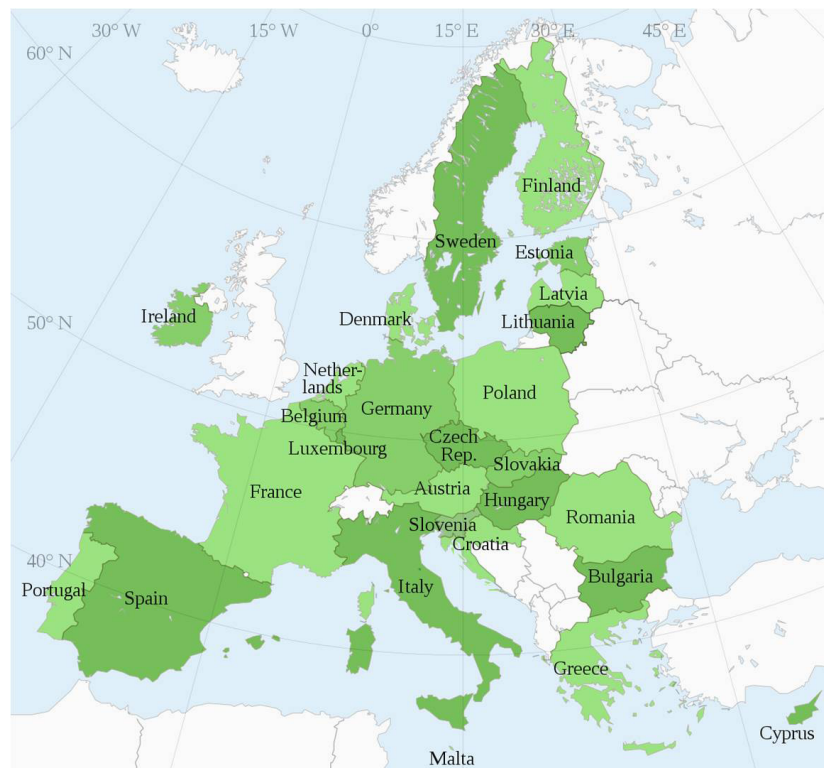 30° W
15° W
0°
15° E
30° E
45° E
60° N
Finland
Sweden
Estonia
Latvia
Ireland
Denmark
Lithuania
50° N
Nether-
lands
Poland
Belgium
Germany
Czech
Rep.
Luxembourg
Slovakia
France
Austria
Hungary
Romania
Slovenia
Croatia
40° N
Bulgaria
Portugal
Spain
Italy
Greece
Cyprus
Malta